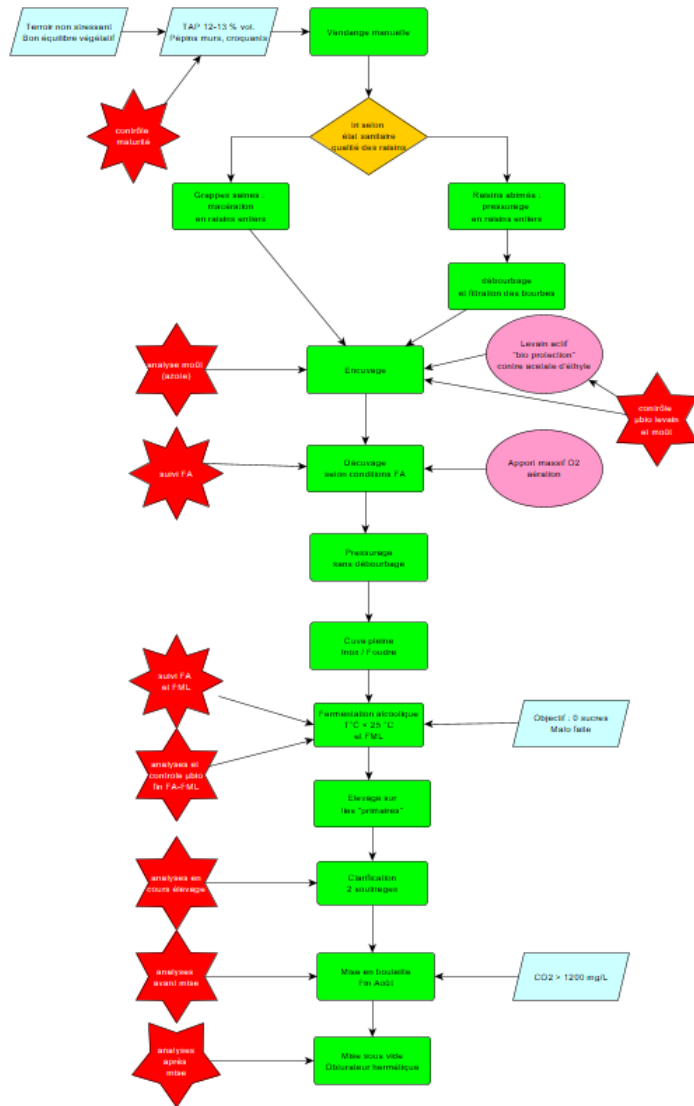 Terroir non stressant
Bon équilibre végétatif
TAP 12-13 % vol.
Pépins murs, croquants
Vendange manuelle
contrôle
maturité
tri selon
état sanitaire
qualité des raisins
Grappes saines :
macération
en raisins entiers
Raisins abimés :
pressurage
en raisins entiers
débourbage
et filtration des bourbes
Levain actif
"bio protection"
contre acetate d'éthyle
analyse moût
(azote)
Encuvage
contrôle
µbio levain
et moût
suivi FA
Décuvage
selon conditions FA
Apport massif O2
aération
Pressurage
sans débourbage
Cuve pleine
Inox / Foudre
suivi FA
et FML
Fermentation alcoolique
T°C < 25 °C
et FML
Objectif : 0 sucres
Malo faite
analyses et
controle µbio
fin FA-FML
Elevage sur
lies "primaires"
analyses en
cours élevage
Clarification
2 soutirages
analyses
avant mise
Mise en bouteille
Fin Août
CO2 > 1200 mg/L
analyses
après
mise
Mise sous vide
Obturateur hermétique